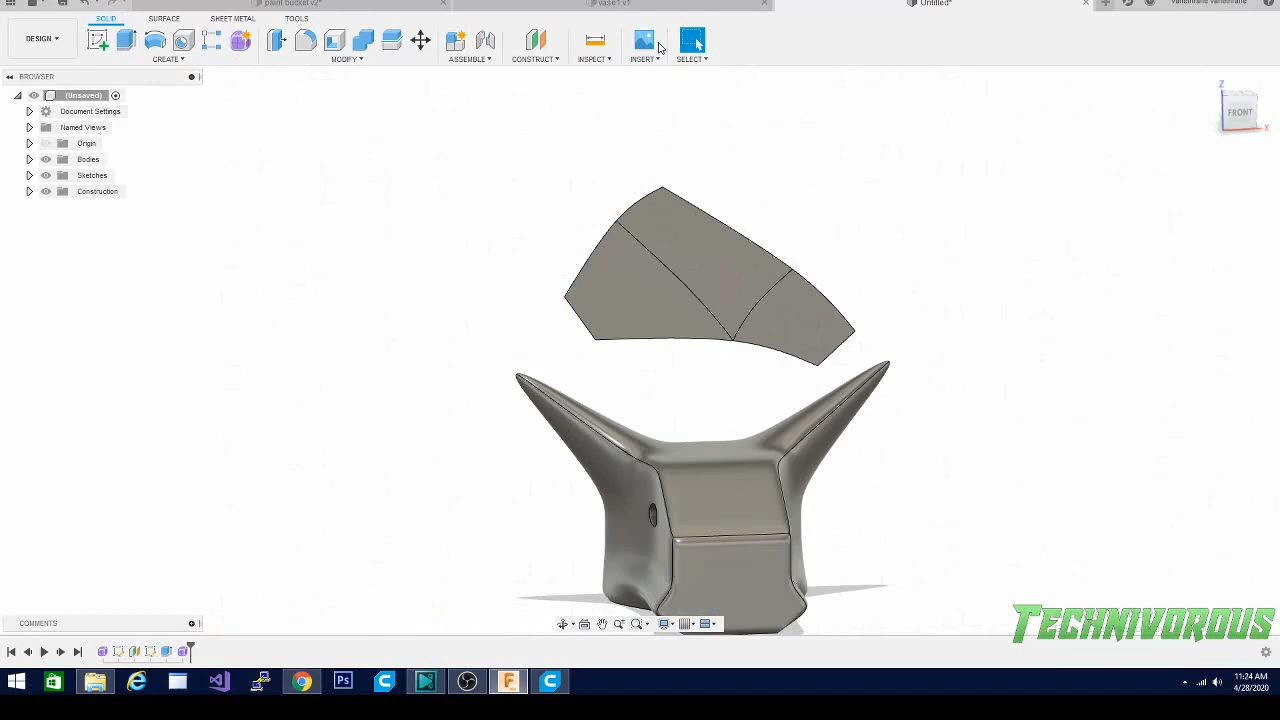 paint bucket v2*
vase1 v1
Untitled*
SOLID
SURFACE
SHEET METAL
TOOLS
DESIGN
CREATE
MODIFY
ASSEMBLE
CONSTRUCT
INSPECT
INSERT
SELECT
BROWSER
(Unsaved)
Document Settings
Named Views
Origin
Bodies
Sketches
Construction
Z
FRONT
X
COMMENTS
TECHNIVOROUS
Ps
F
11:24 AM
4/28/2020